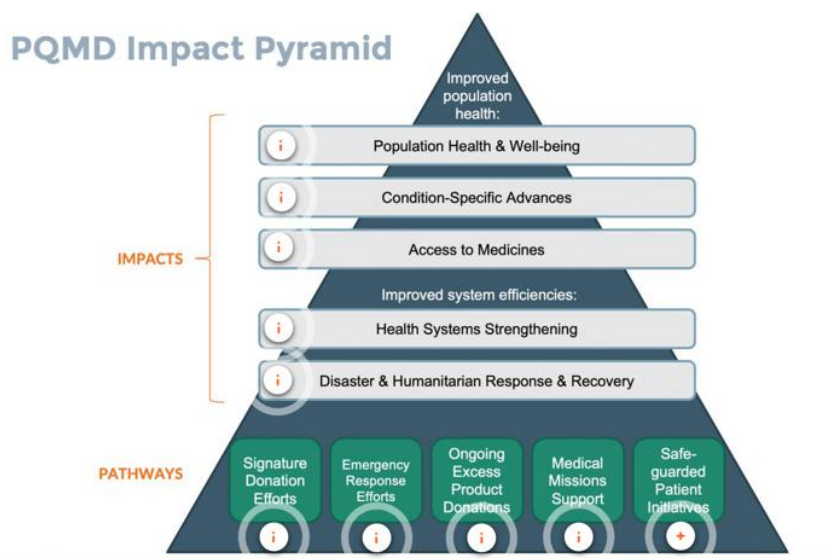 PQMD Impact Pyramid
Improved
population
health:
i
Population Health & Well-being
i
Condition-Specific Advances
i
Access to Medicines
IMPACTS
Improved system efficiencies:
i
Health Systems Strengthening
i
Disaster & Humanitarian Response & Recovery
PATHWAYS
Signature
Donation
Efforts
i
Emergency
Response
Efforts
i
Ongoing
Excess
Product
Donations
i
Medical
Missions
Support
i
Safe-
guarded
Patient
Initiatives
+